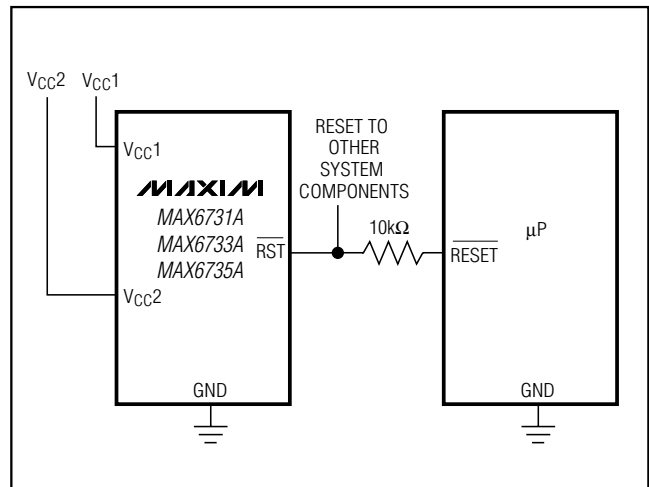 VCC2 VCC1
VCC1
MAXIM
MAX6731A
MAX6733A
MAX6735A
RST
VCC2
GND
RESET TO
OTHER
SYSTEM
COMPONENTS
10kΩ
RESET
µP
GND